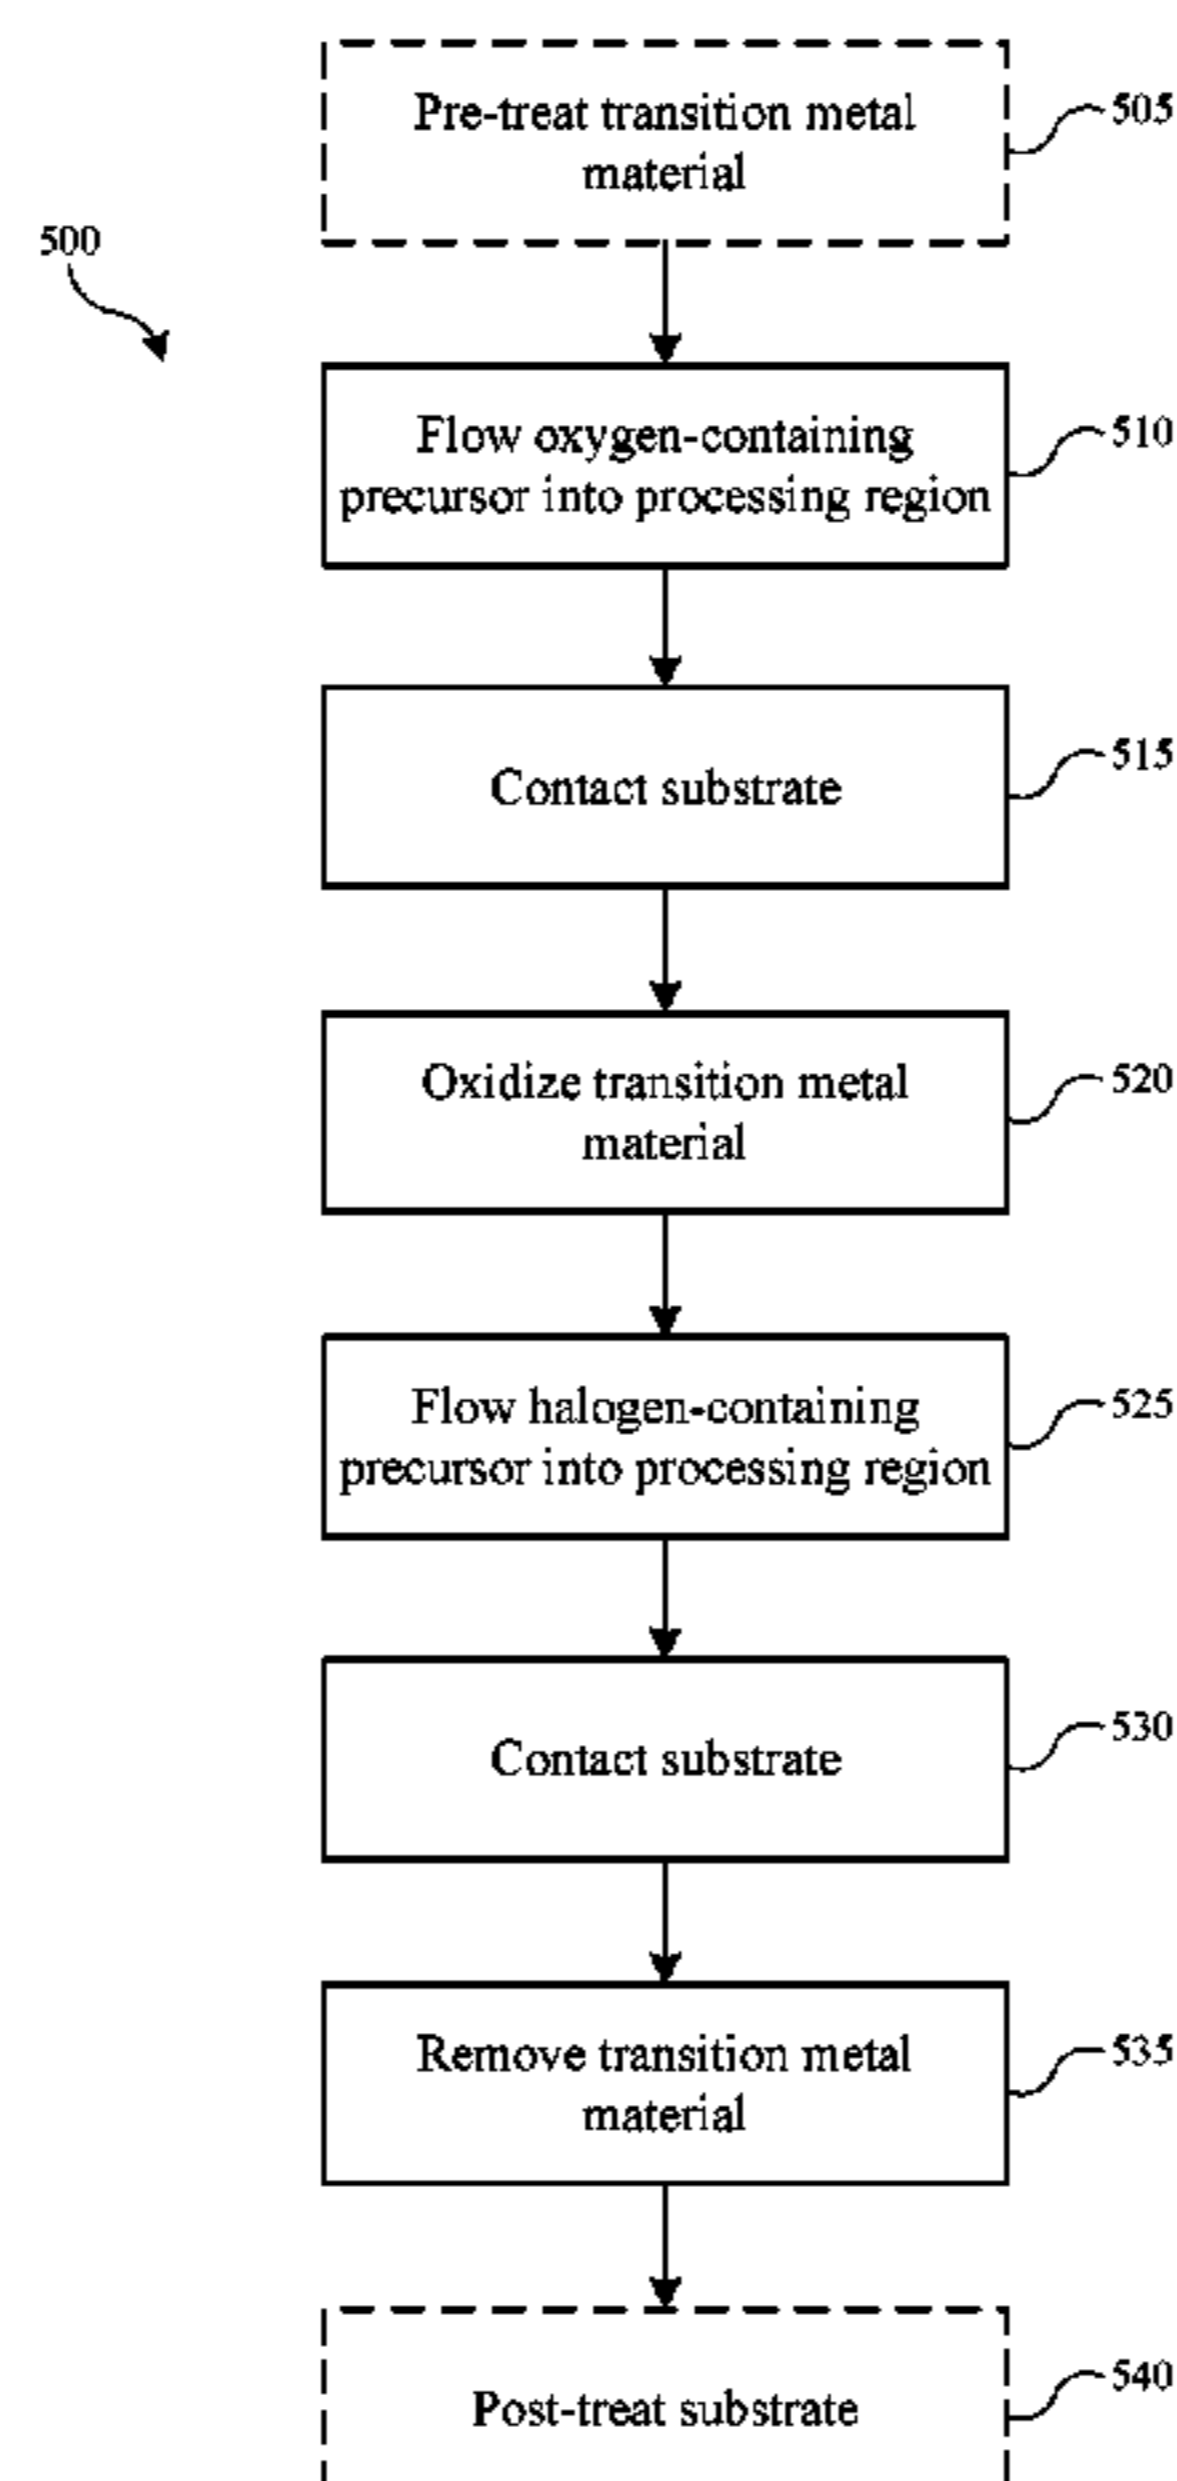 Pre-treat transition metal
material
505
500
Flow oxygen-containing
precursor into processing region
510
Contact substrate
515
Oxidize transition metal
material
520
Flow halogen-containing
precursor into processing region
525
Contact substrate
530
Remove transition metal
material
535
Post-treat substrate
540